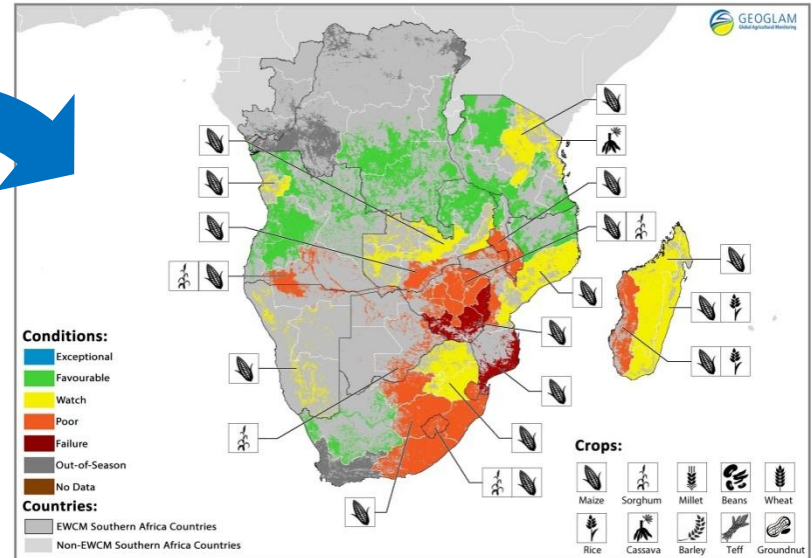 GEOGLAM
Global Agricultural Monitoring
Conditions:
Exceptional
Favourable
Watch
Poor
Failure
Out-of-Season
No Data
Countries:
EWCM Southern Africa Countries
Non-EWCM Southern Africa Countries
Crops:
Maize Sorghum Millet Beans Wheat
Rice Cassava Barley Teff Groundnut